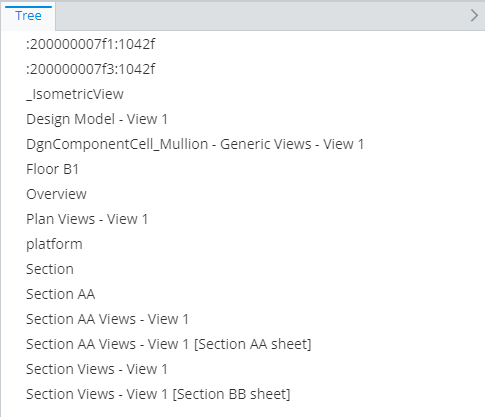 Tree
:200000007f1:1042f
:200000007f3:1042f
_IsometricView
Design Model - View 1
DgnComponentCell_Mullion - Generic Views - View 1
Floor B1
Overview
Plan Views - View 1
platform
Section
Section AA
Section AA Views - View 1
Section AA Views - View 1 [Section AA sheet]
Section Views - View 1
Section Views - View 1 [Section BB sheet]